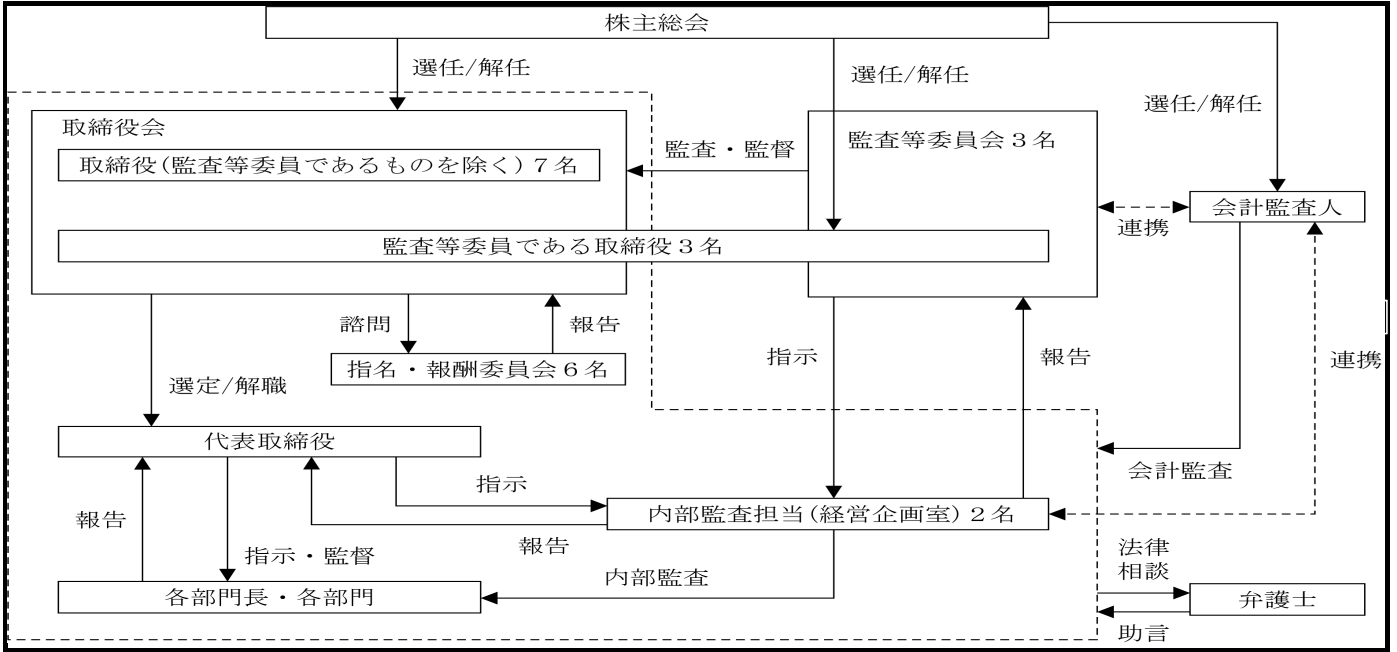 株主総会
選任/解任
選任/解任
選任/解任
取締役会
取締役(監査等委員であるものを除く)７名
監査・監督
監査等委員会３名
会計監査人
連携
監査等委員である取締役３名
諮問
報告
指名・報酬委員会６名
選定/解職
指示
報告
連携
代表取締役
会計監査
指示
内部監査担当(経営企画室)２名
報告
報告
指示・監督
内部監査
各部門長・各部門
法律
相談
弁護士
助言